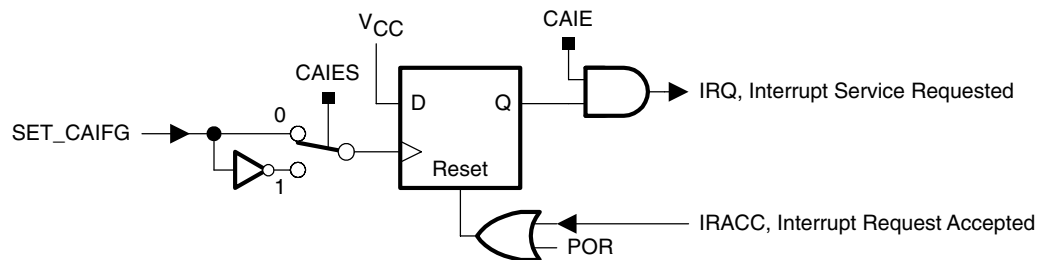 VCC
CAIE
CAIES
D
Q
IRQ, Interrupt Service Requested
0
SET_CAIFG
1
Reset
IRACC, Interrupt Request Accepted
POR